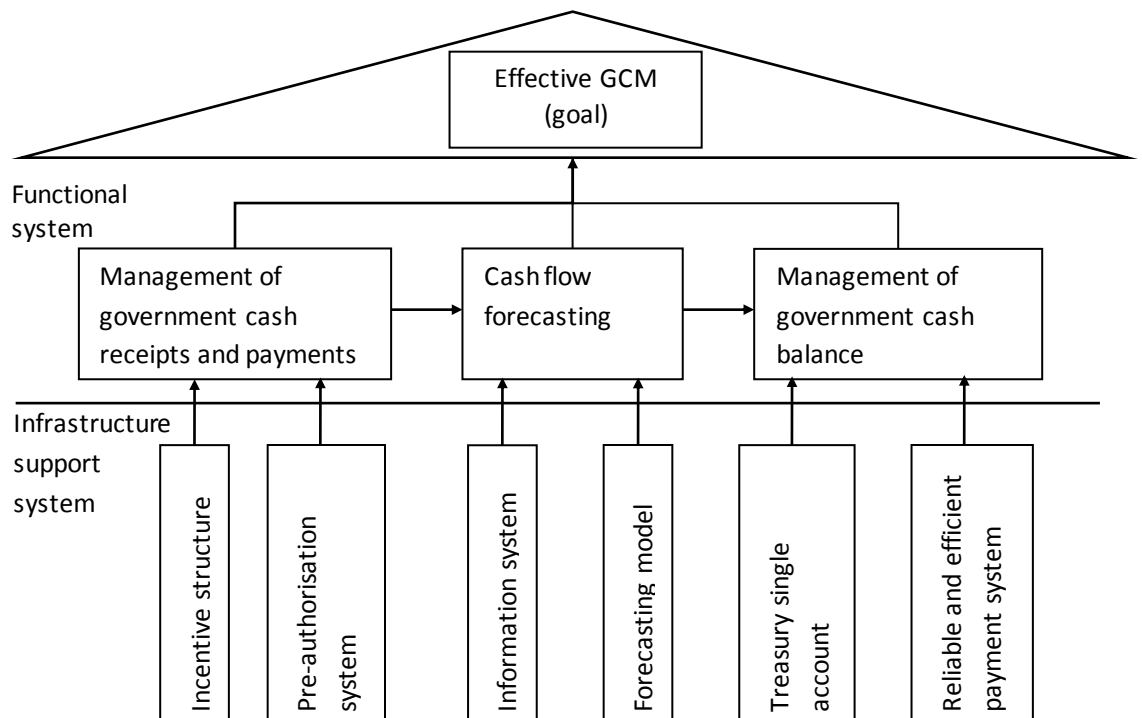 Effective GCM
(goal)
Functional
system
Management of
government cash
receipts and payments
Cash flow
forecasting
Management of
government cash
balance
Infrastructure
support
system
Incentive structure
Pre-authorisation
system
Information system
Forecasting model
Treasury single
account
Reliable and efficient
payment system